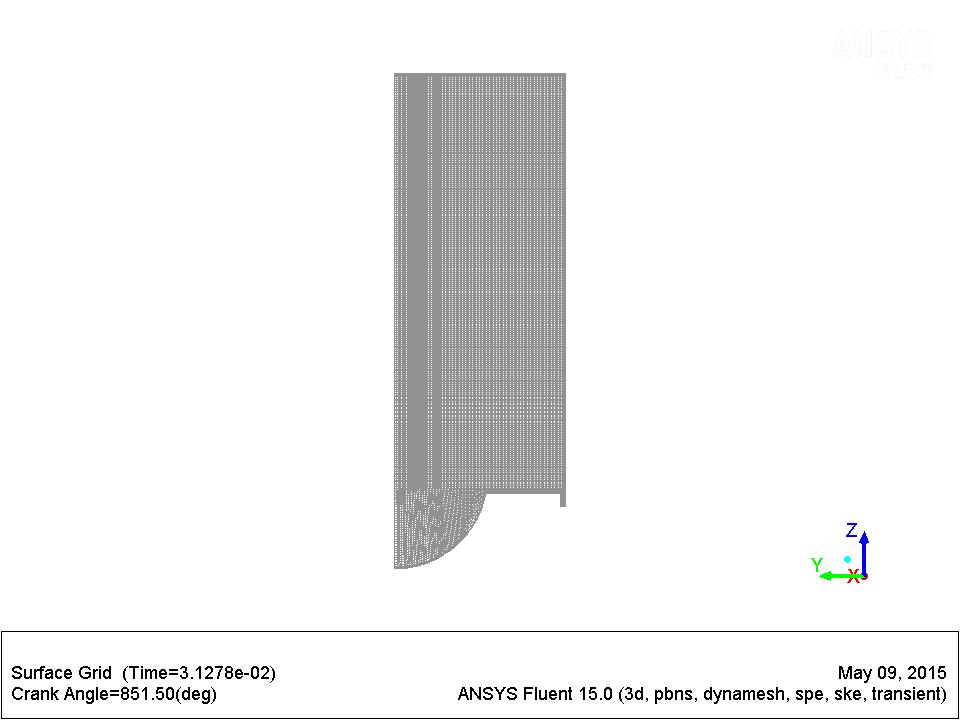 ANSYS
R15.0
Z
Y
X
Surface Grid  (Time=3.1278e-02)
May 09, 2015
Crank Angle=851.50(deg)
ANSYS Fluent 15.0 (3d, pbns, dynamesh, spe, ske, transient)